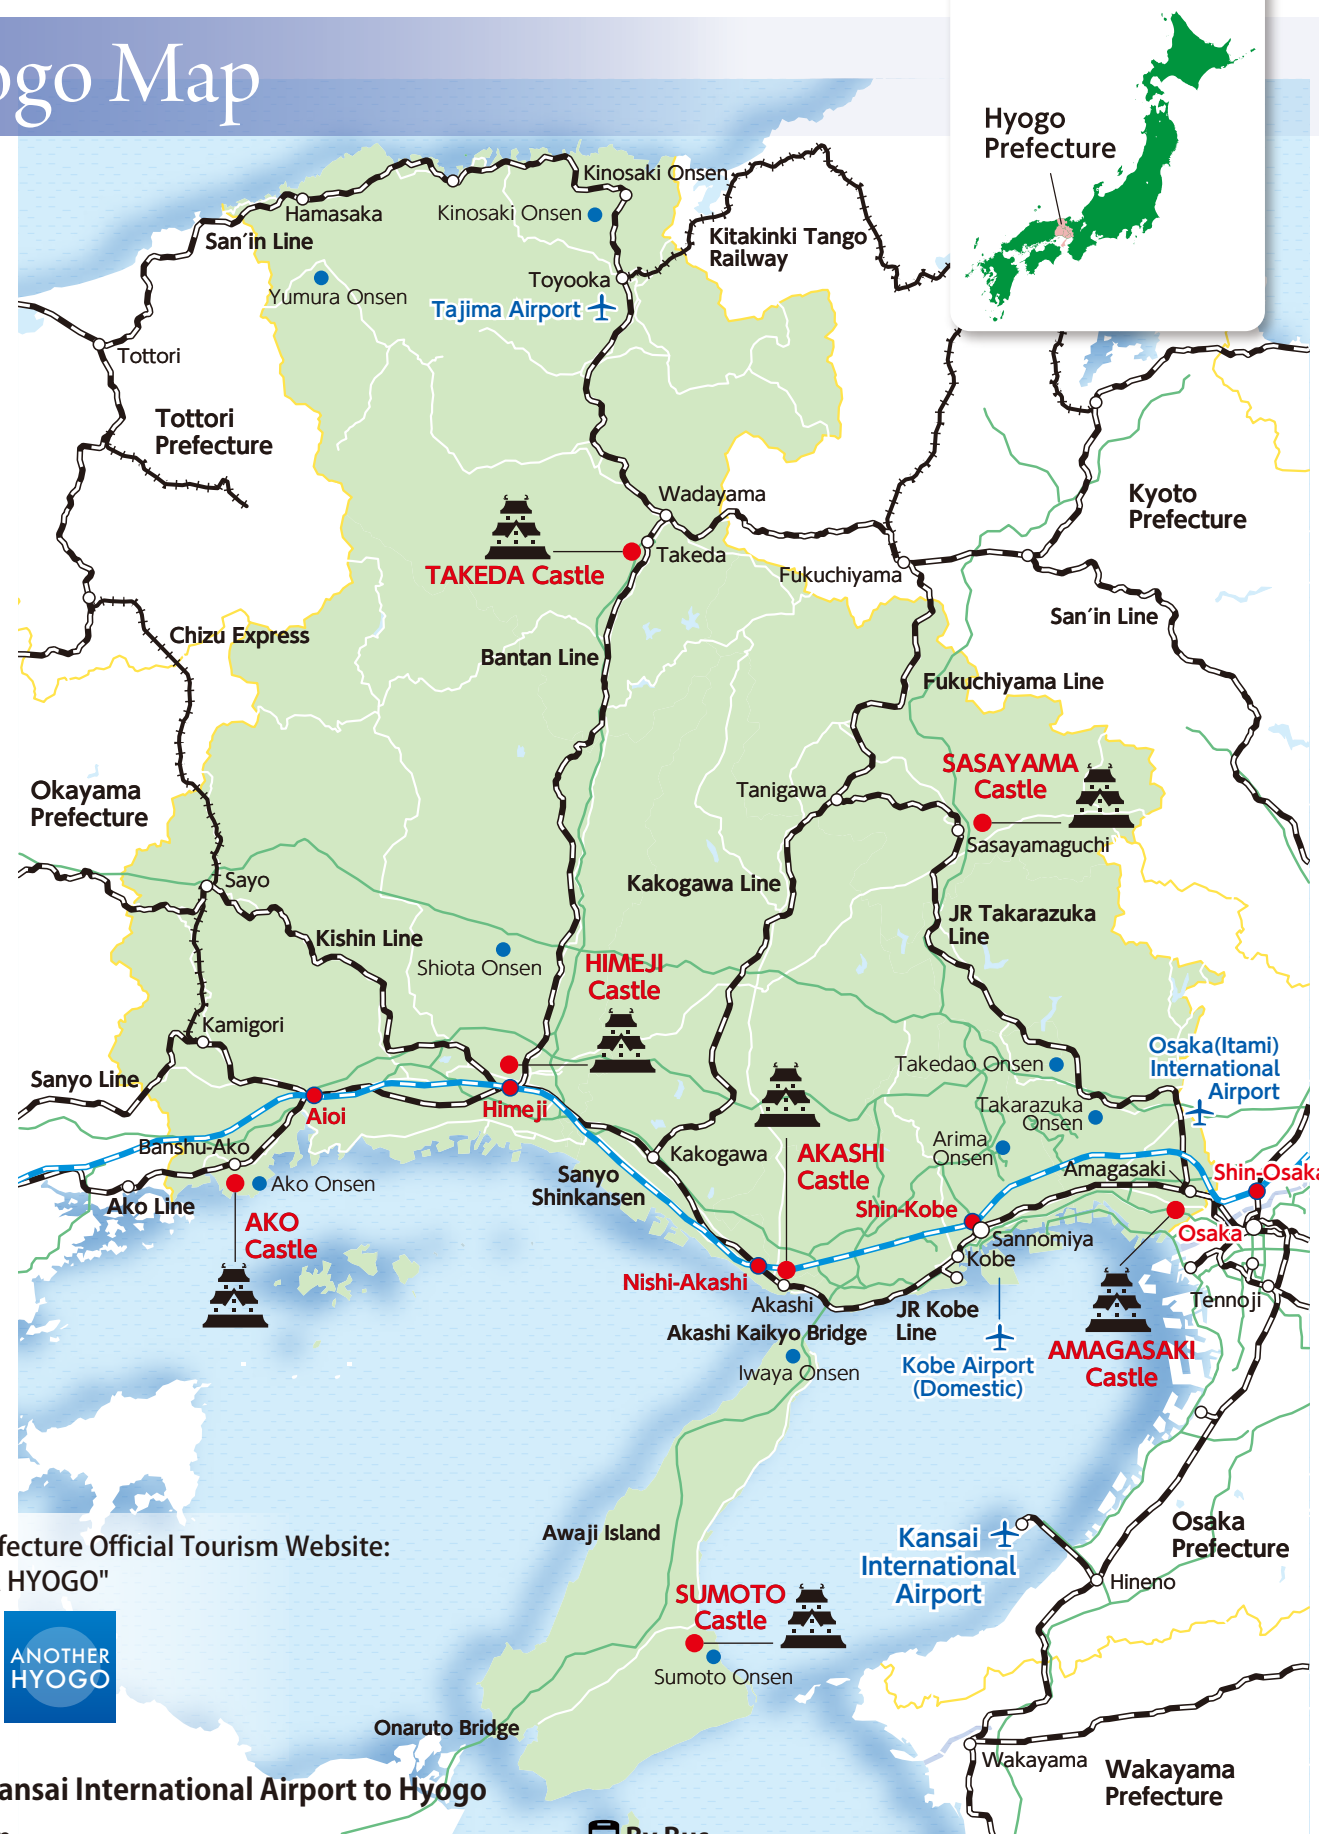 ogo Map
Hyogo
Prefecture
Kinosaki Onsen
Hamasaka
Kinosaki Onsen
San'in Line
Kitakinki Tango
Railway
Yumura Onsen
Toyooka
Tajima Airport
Tottori
Tottori
Prefecture
Kyoto
Prefecture
Wadayama
Takeda
TAKEDA Castle
Fukuchiyama
San'in Line
Chizu Express
Bantan Line
Fukuchiyama Line
Okayama
Prefecture
SASAYAMA
Castle
Tanigawa
Sasayamaguchi
Sayo
Kakogawa Line
JR Takarazuka
Line
Kishin Line
Shiota Onsen
HIMEJI
Castle
Kamigori
Takedao Onsen
Osaka(Itami)
International
Airport
Sanyo Line
Aioi
Himeji
Takarazuka
Onsen
Banshu-Ako
Kakogawa
AKASHI
Castle
Arima
Onsen
Amagasaki
Shin-Osaka
Ako Onsen
Sanyo
Shinkansen
Ako Line
AKO
Castle
Shin-Kobe
Sannomiya
Osaka
Kobe
Nishi-Akashi
Akashi
Tennoji
JR Kobe
Line
Akashi Kaikyo Bridge
Iwaya Onsen
Kobe Airport
(Domestic)
AMAGASAKI
Castle
Awaji Island
Kansai
International
Airport
Osaka
Prefecture
Hineno
fecture Official Tourism Website:
HYOGO"
ANOTHER
HYOGO
SUMOTO
Castle
Sumoto Onsen
Onaruto Bridge
Wakayama
Wakayama
Prefecture
ansai International Airport to Hyogo
By Bus